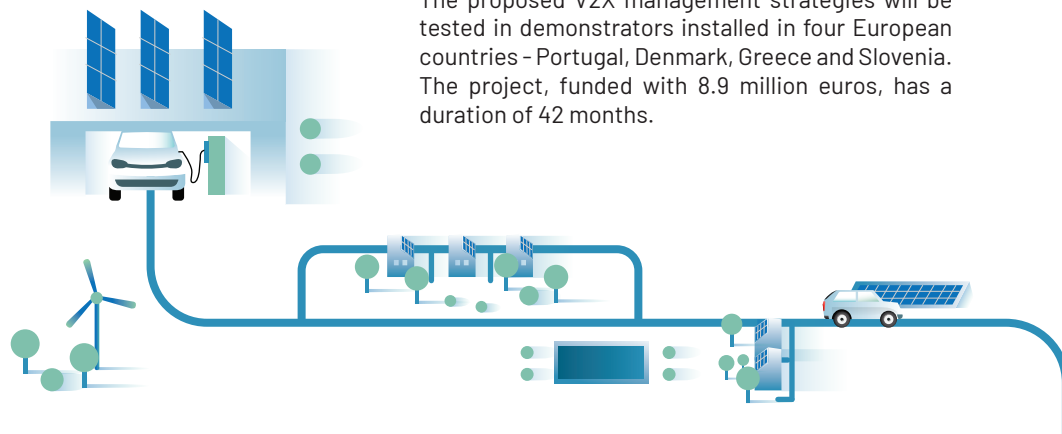 The proposed V2X management strategies will be
tested in demonstrators installed in four European
countries - Portugal, Denmark, Greece and Slovenia.
The project, funded with 8.9 million euros, has a
duration of 42 months.